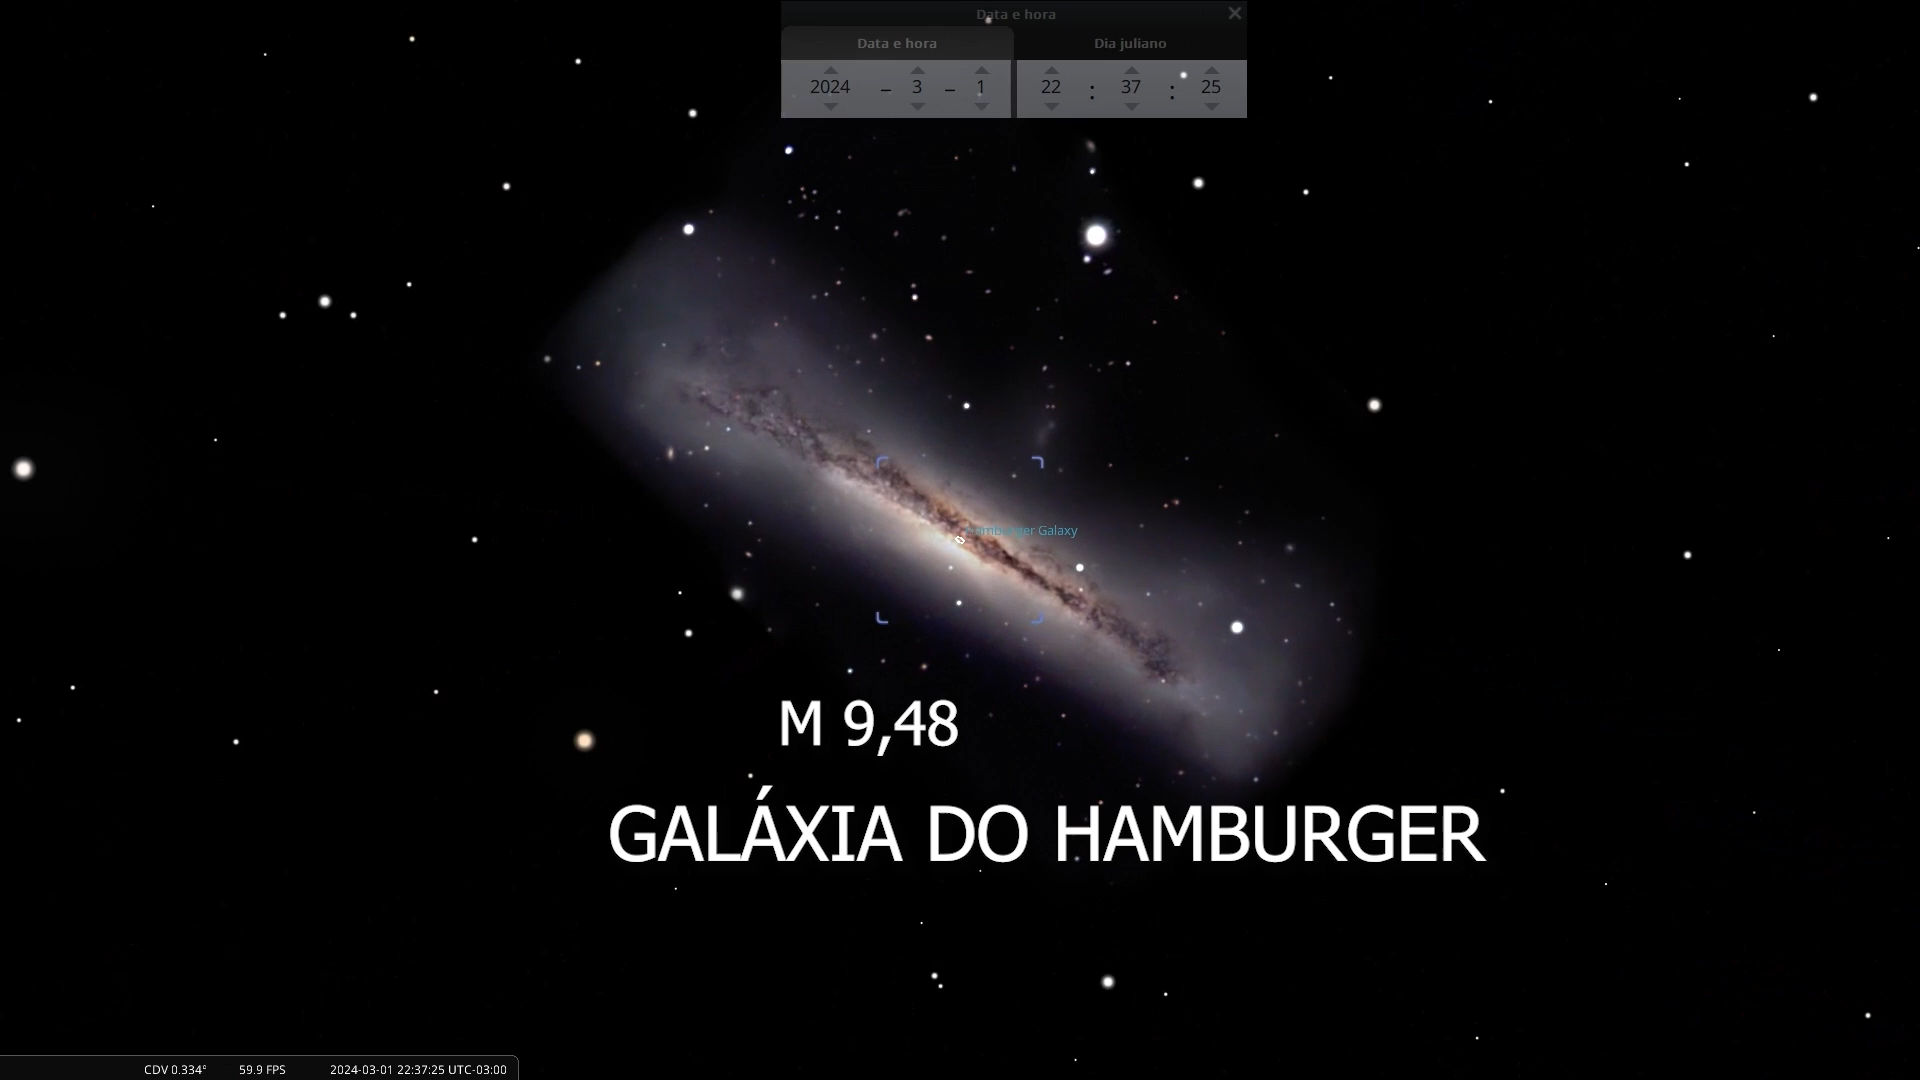 Data e hora
Data e hora
Dia juliano
2024 – 3 – 1
22 : 37 : 25
Galaxy
M 9,48
GALÁXIA DO HAMBURGER
CDV 0.334° 59.9 FPS 2024-03-01 22:37:25 UTC-03:00